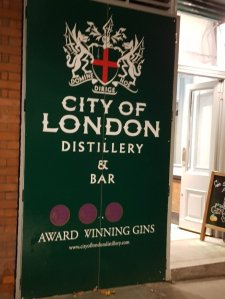 DOMINE NOS
DIRIGE
CITY OF
LONDON
DISTILLERY
&
BAR
AWARD WINNING GINS
www.cityoflondondistillery.com